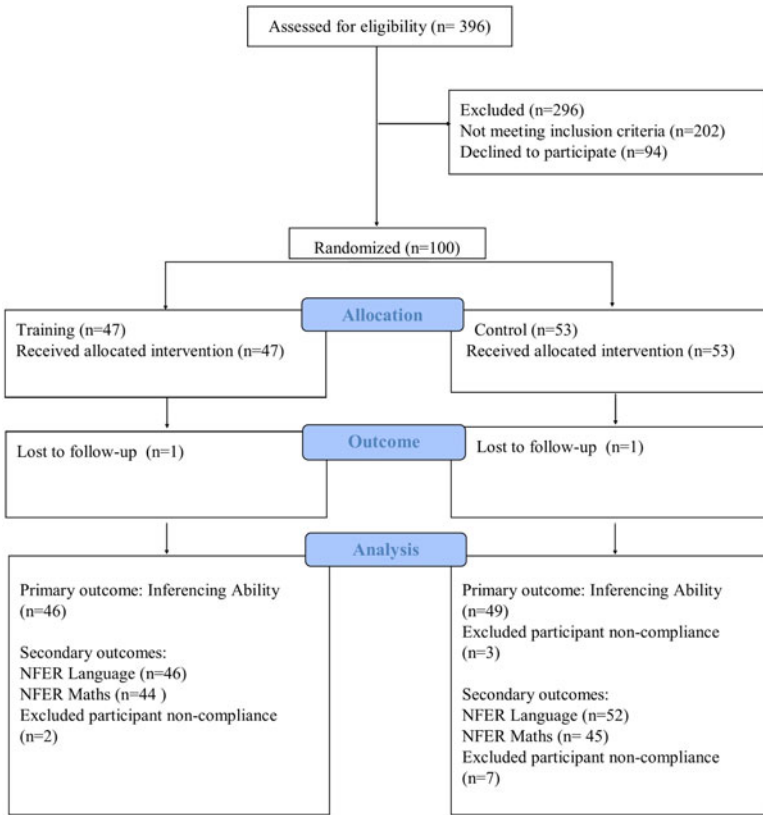 Assessed for eligibility (n= 396)
Excluded (n=296)
Not meeting inclusion criteria (n=202)
Declined to participate (n=94)
Randomized (n=100)
Allocation
Training (n=47)
Received allocated intervention (n=47)
Control (n=53)
Received allocated intervention (n=53)
Outcome
Lost to follow-up (n=1)
Lost to follow-up (n=1)
Analysis
Primary outcome: Inferencing Ability
(n=46)
Secondary outcomes:
NFER Language (n=46)
NFER Maths (n=44 )
Excluded participant non-compliance
(n=2)
Primary outcome: Inferencing Ability
(n=49)
Excluded participant non-compliance
(n=3)
Secondary outcomes:
NFER Language (n=52)
NFER Maths (n= 45)
Excluded participant non-compliance
(n=7)